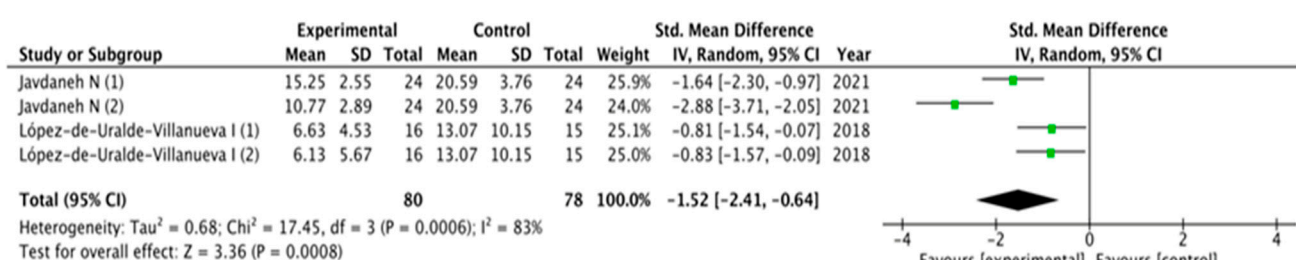 Experimental Control Std. Mean Difference Std. Mean Difference
Study or Subgroup Mean SD Total Mean SD Total Weight IV, Random, 95% CI Year IV, Random, 95% CI
Javdaneh N (1) 15.25 2.55 24 20.59 3.76 24 25.9% -1.64 [-2.30, -0.97] 2021
Javdaneh N (2) 10.77 2.89 24 20.59 3.76 24 24.0% -2.88 [-3.71, -2.05] 2021
López-de-Uralde-Villanueva I (1) 6.63 4.53 16 13.07 10.15 15 25.1% -0.81 [-1.54, -0.07] 2018
López-de-Uralde-Villanueva I (2) 6.13 5.67 16 13.07 10.15 15 25.0% -0.83 [-1.57, -0.09] 2018
Total (95% CI) 80 78 100.0% -1.52 [-2.41, -0.64]
Heterogeneity: Tau² = 0.68; Chi² = 17.45, df = 3 (P = 0.0006); I² = 83%
Test for overall effect: Z = 3.36 (P = 0.0008)
-4 -2 0 2 4
Favours [experimental] Favours [control]